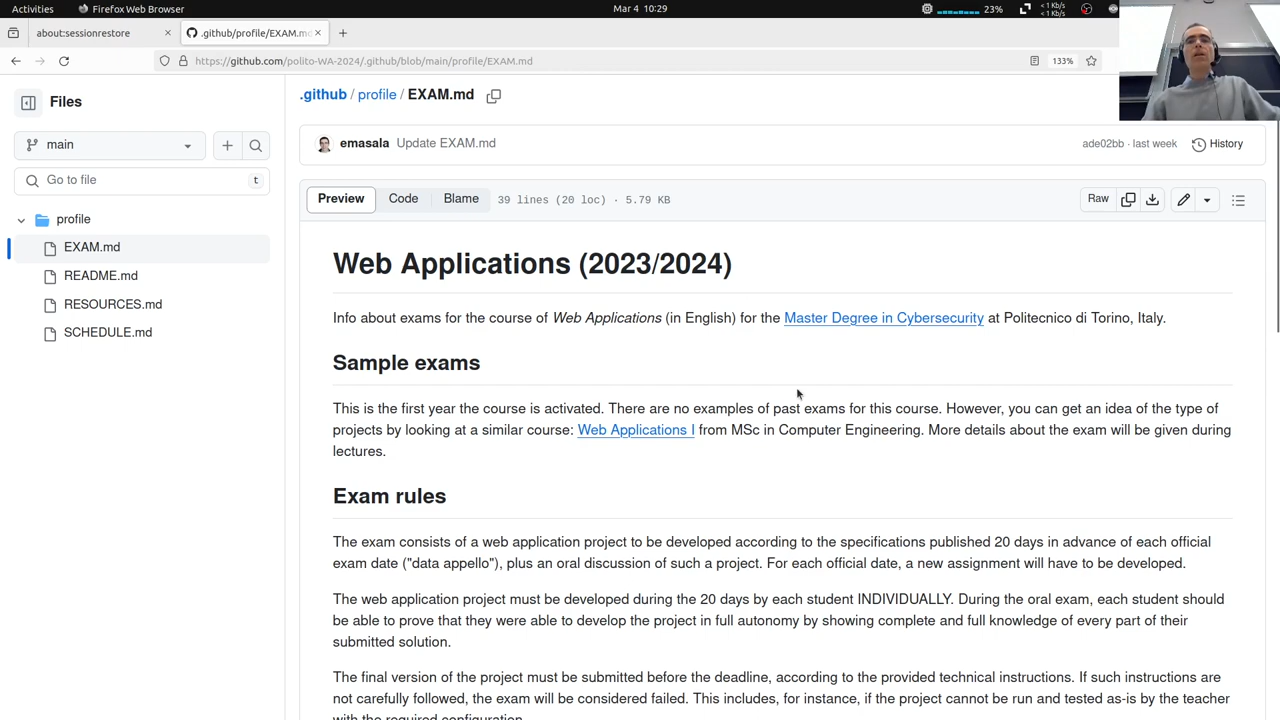 Activities
Firefox Web Browser
Mar 4 10:29
23%
< 1 Kb/s
< 1 Kb/s
about:sessionrestore
.github/profile/EXAM.md
https://github.com/polito-WA-2024/.github/blob/main/profile/EXAM.md
133%
Files
main
Go to file
t
profile
EXAM.md
README.md
RESOURCES.md
SCHEDULE.md
.github / profile / EXAM.md
emasala Update EXAM.md
ade02bb · last week
History
Preview
Code
Blame
39 lines (20 loc) · 5.79 KB
Raw
Web Applications (2023/2024)
Info about exams for the course of Web Applications (in English) for the Master Degree in Cybersecurity at Politecnico di Torino, Italy.
Sample exams
This is the first year the course is activated. There are no examples of past exams for this course. However, you can get an idea of the type of
projects by looking at a similar course: Web Applications I from MSc in Computer Engineering. More details about the exam will be given during
lectures.
Exam rules
The exam consists of a web application project to be developed according to the specifications published 20 days in advance of each official
exam date ("data appello"), plus an oral discussion of such a project. For each official date, a new assignment will have to be developed.
The web application project must be developed during the 20 days by each student INDIVIDUALLY. During the oral exam, each student should
be able to prove that they were able to develop the project in full autonomy by showing complete and full knowledge of every part of their
submitted solution.
The final version of the project must be submitted before the deadline, according to the provided technical instructions. If such instructions are
not carefully followed, the exam will be considered failed. This includes, for instance, if the project cannot be run and tested as-is by the teacher
with the required configuration.